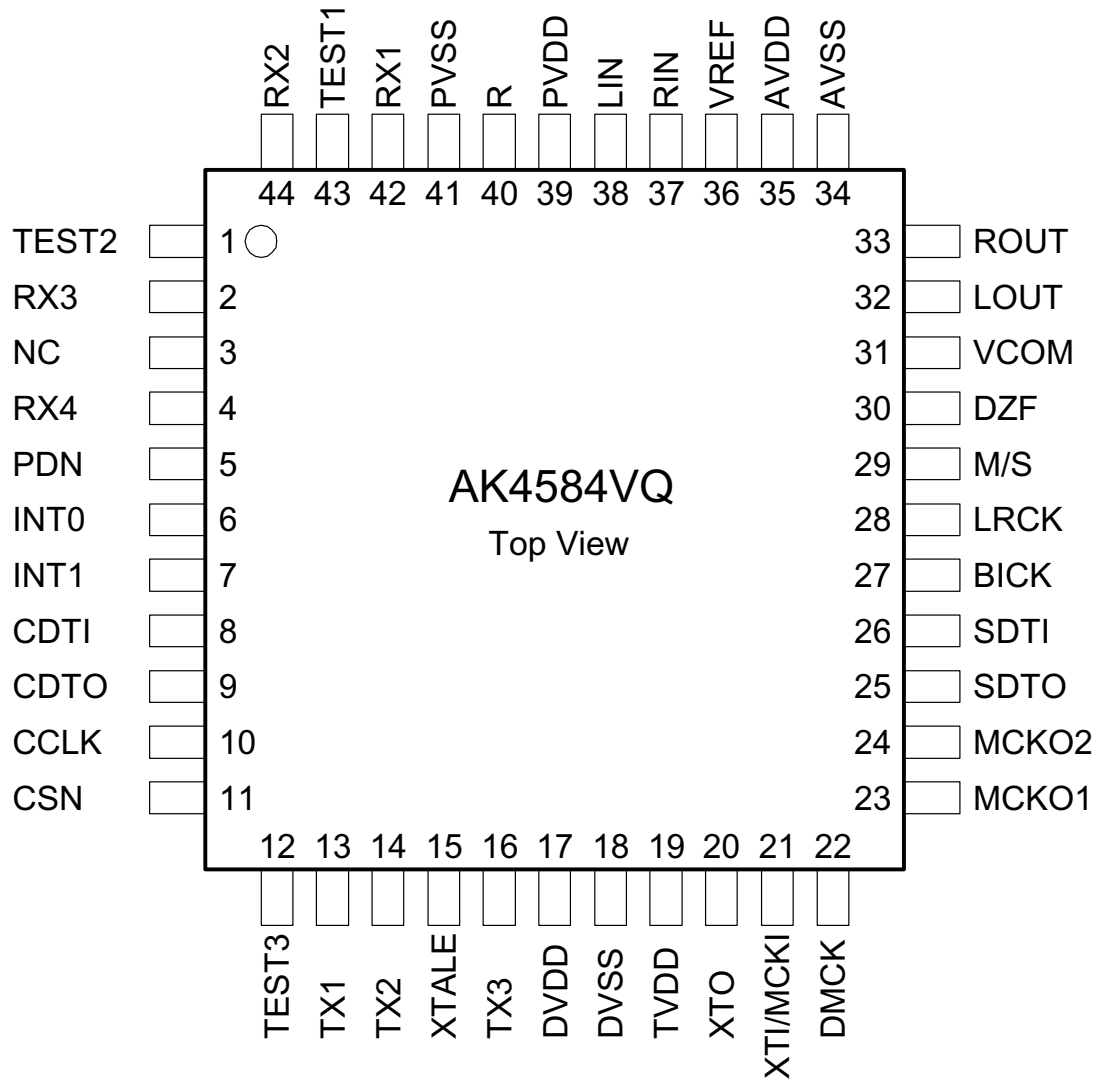 RX2
TEST1
RX1
PVSS
R
PVDD
LIN
RIN
VREF
AVDD
AVSS
44 43 42 41 40 39 38 37 36 35 34
TEST2 1 33 ROUT
RX3 2 32 LOUT
NC 3 31 VCOM
RX4 4 30 DZF
PDN 5 29 M/S
AK4584VQ
Top View
INT0 6 28 LRCK
INT1 7 27 BICK
CDTI 8 26 SDTI
CDTO 9 25 SDTO
CCLK 10 24 MCKO2
CSN 11 23 MCKO1
12 13 14 15 16 17 18 19 20 21 22
TEST3
TX1
TX2
XTALE
TX3
DVDD
DVSS
TVDD
XTO
XTI/MCKI
DMCK